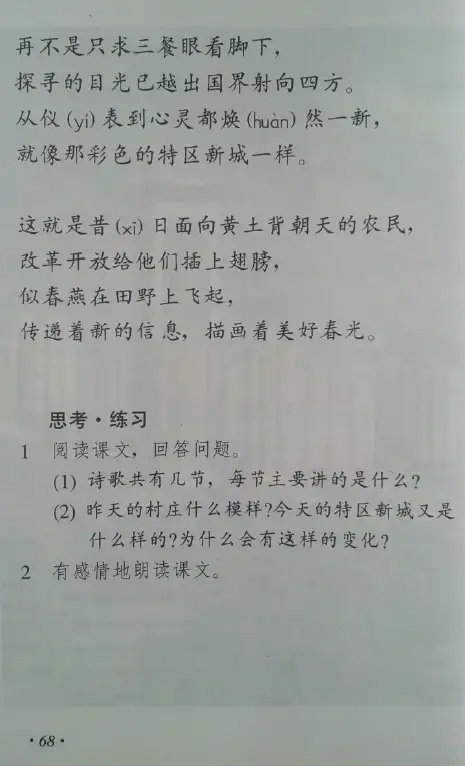 再不是只求三餐眼看脚下，
探寻的目光已越出国界射向四方。
从仪(yí)表到心灵都焕(huàn)然一新，
就像那彩色的特区新城一样。
这就是昔(xī)日面向黄土背朝天的农民，
改革开放给他们插上翅膀，
似春燕在田野上飞起，
传递着新的信息，描画着美好春光。
思考·练习
1 阅读课文，回答问题。
(1) 诗歌共有几节，每节主要讲的是什么？
(2) 昨天的村庄什么模样？今天的特区新城又是
什么样的？为什么会有这样的变化？
2 有感情地朗读课文。
·68·